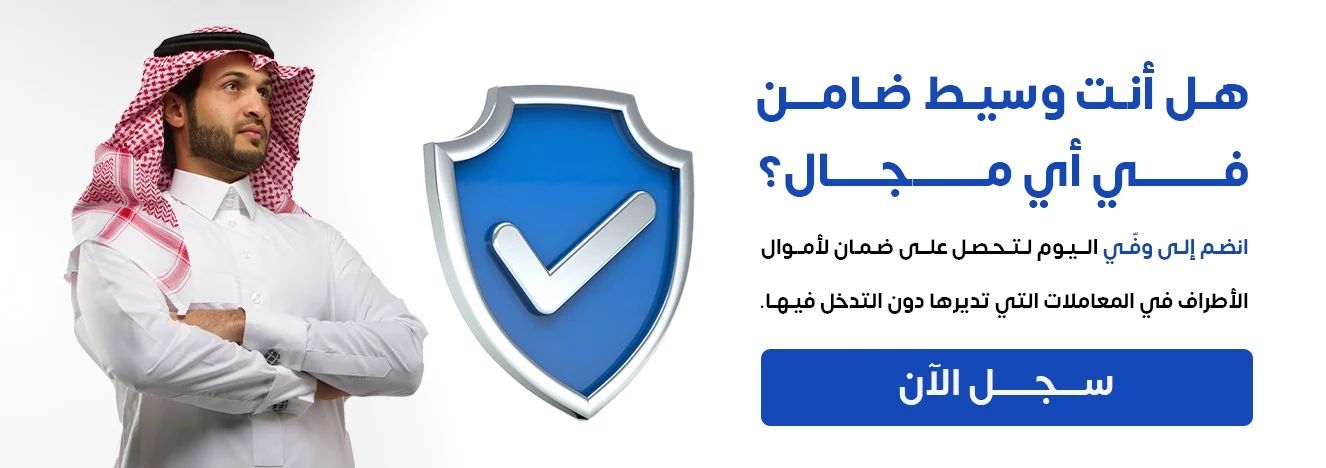 هل أنت وسيط ضامن
في أي مجال؟
انضم إلى وفّي اليوم لتحصل على ضمان لأموال
الأطراف في المعاملات التي تديرها دون التدخل فيها.
سجل الآن